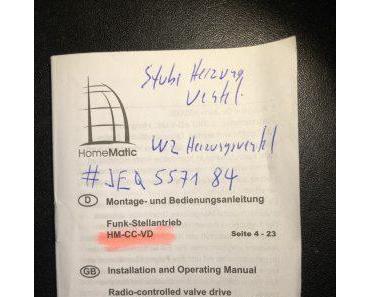 Stube Heizung
Ventil
HomeMatic
WZ Heizungsventil
#JEQ 5571 84
D Montage- und Bedienungsanleitung
Funk-Stellantrieb
HM-CC-VD Seite 4 - 23
GB Installation and Operating Manual
Radio-controlled valve drive